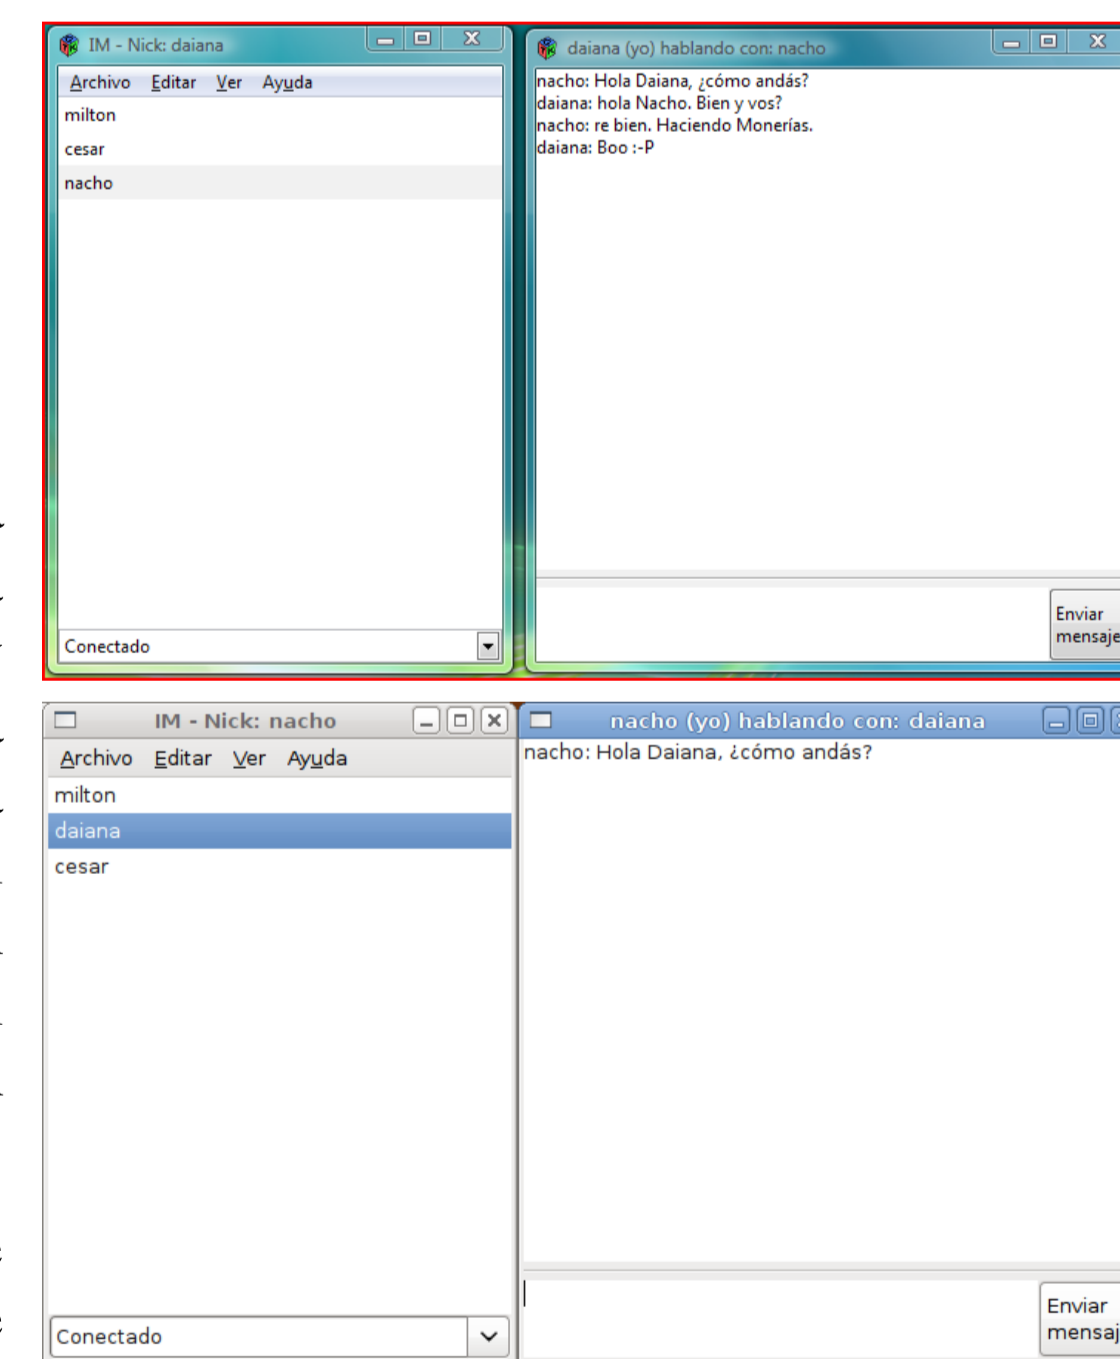 IM - Nick: daiana
Archivo Editar Ver Ayuda
milton
cesar
nacho
Conectado
daiana (yo) hablando con: nacho
nacho: Hola Daiana, ¿cómo andás?
daiana: hola Nacho. Bien y vos?
nacho: re bien. Haciendo Monerías.
daiana: Boo :-P
Enviar
mensaje
IM - Nick: nacho
Archivo Editar Ver Ayuda
milton
daiana
cesar
Conectado
nacho (yo) hablando con: daiana
nacho: Hola Daiana, ¿cómo andás?
Enviar
mensaj